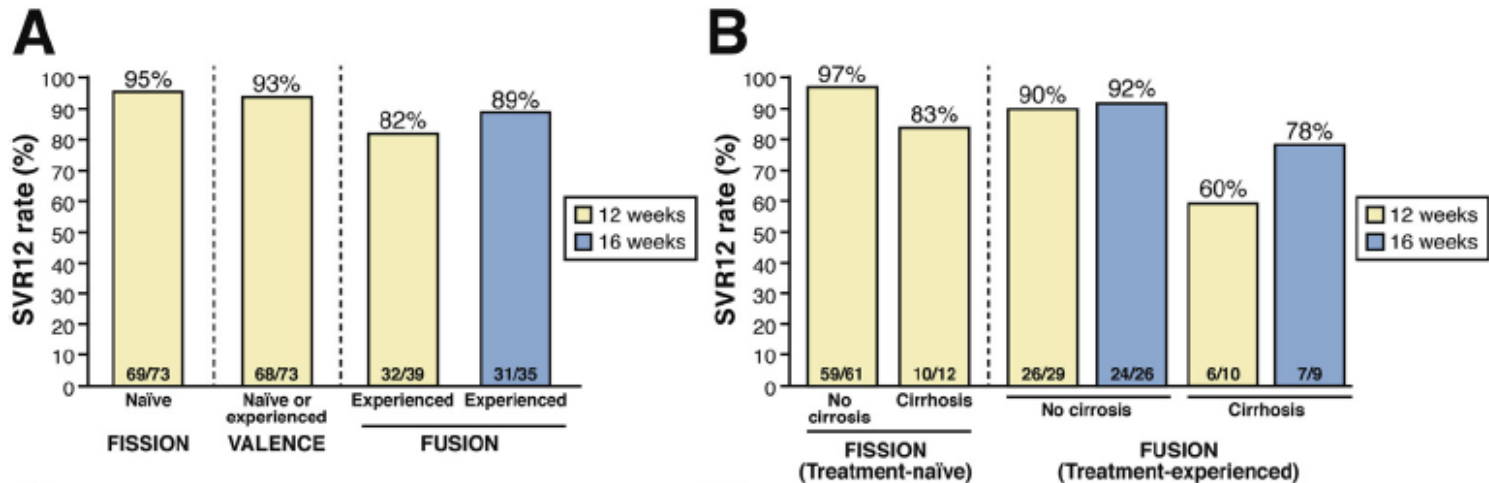 A
SVR12 rate (%)
100
90
80
70
60
50
40
30
20
10
0
95%
93%
82%
89%
69/73
68/73
32/39
31/35
Naïve
Naïve or
experienced
Experienced
Experienced
FISSION
VALENCE
FUSION
12 weeks
16 weeks
B
SVR12 rate (%)
100
90
80
70
60
50
40
30
20
10
0
97%
83%
90%
92%
60%
78%
59/61
10/12
26/29
24/26
6/10
7/9
No
cirrosis
Cirrhosis
No cirrosis
Cirrhosis
FISSION
(Treatment-naïve)
FUSION
(Treatment-experienced)
12 weeks
16 weeks